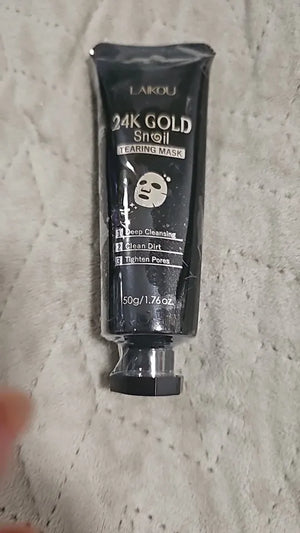 LAIKOU
24K GOLD
Snail
TEARING MASK
1 Deep Cleansing
2 Clean Dirt
3 Tighten Pores
50g/1.76oz.